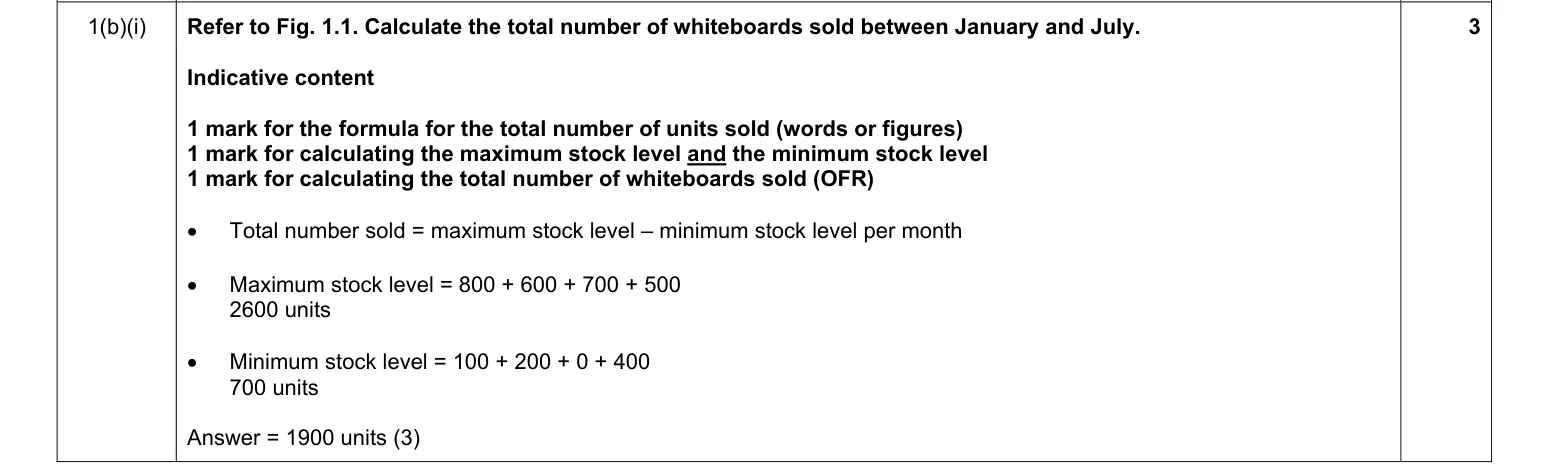 1(b)(i) Refer to Fig. 1.1. Calculate the total number of whiteboards sold between January and July. 3
Indicative content
1 mark for the formula for the total number of units sold (words or figures)
1 mark for calculating the maximum stock level and the minimum stock level
1 mark for calculating the total number of whiteboards sold (OFR)
• Total number sold = maximum stock level – minimum stock level per month
• Maximum stock level = 800 + 600 + 700 + 500
2600 units
• Minimum stock level = 100 + 200 + 0 + 400
700 units
Answer = 1900 units (3)